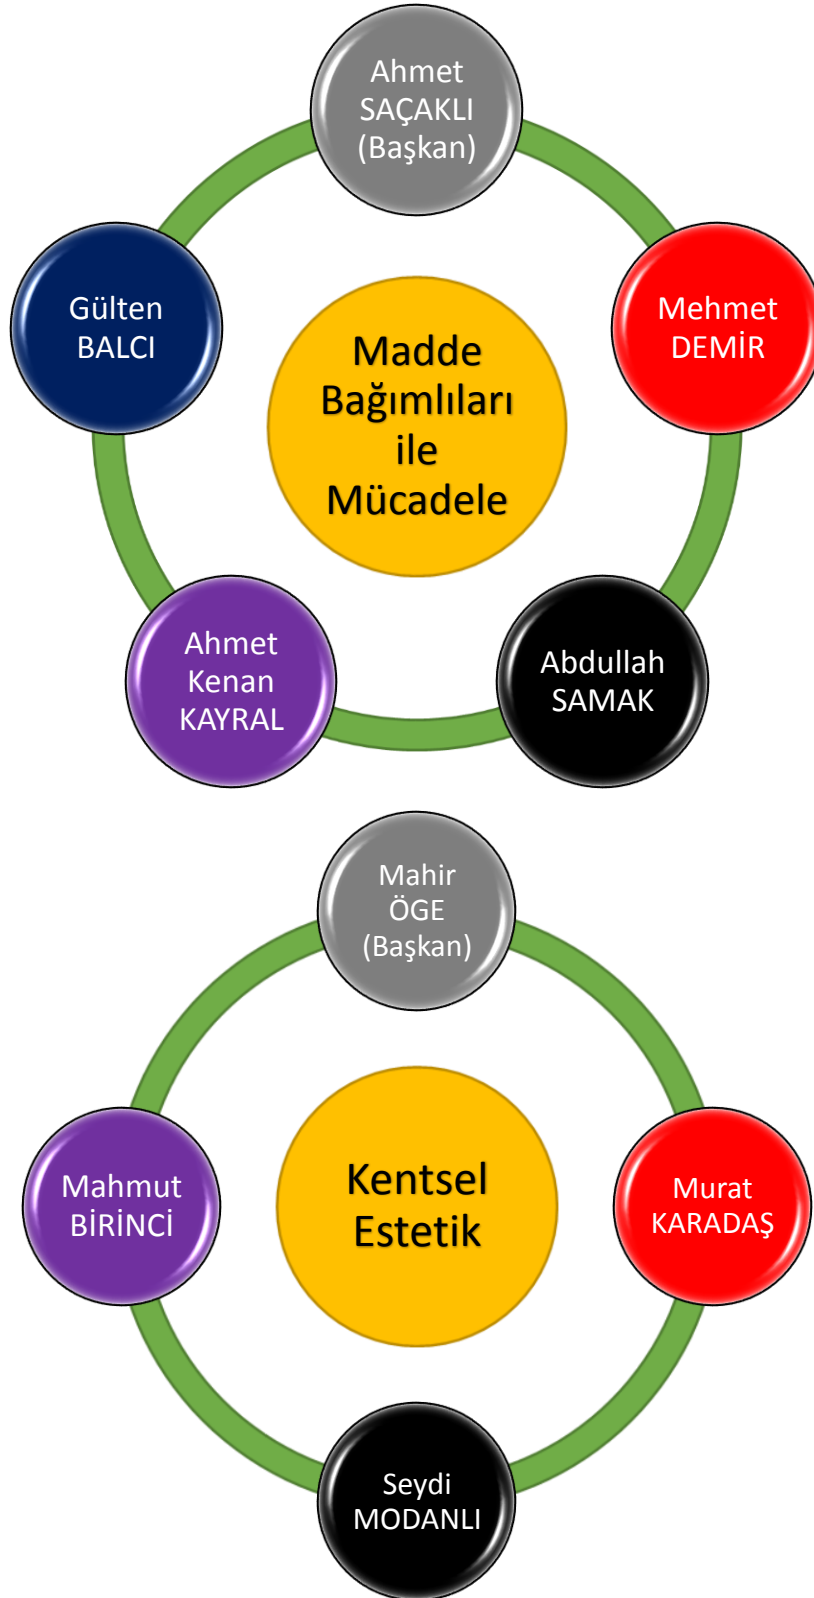 Ahmet
SAÇAKLI
(Başkan)
Mehmet
DEMİR
Abdullah
SAMAK
Ahmet
Kenan
KAYRAL
Gülten
BALCI
Madde
Bağımlıları
ile
Mücadele
Mahir
ÖGE
(Başkan)
Murat
KARADAŞ
Seydi
MODANLI
Mahmut
BİRİNCİ
Kentsel
Estetik